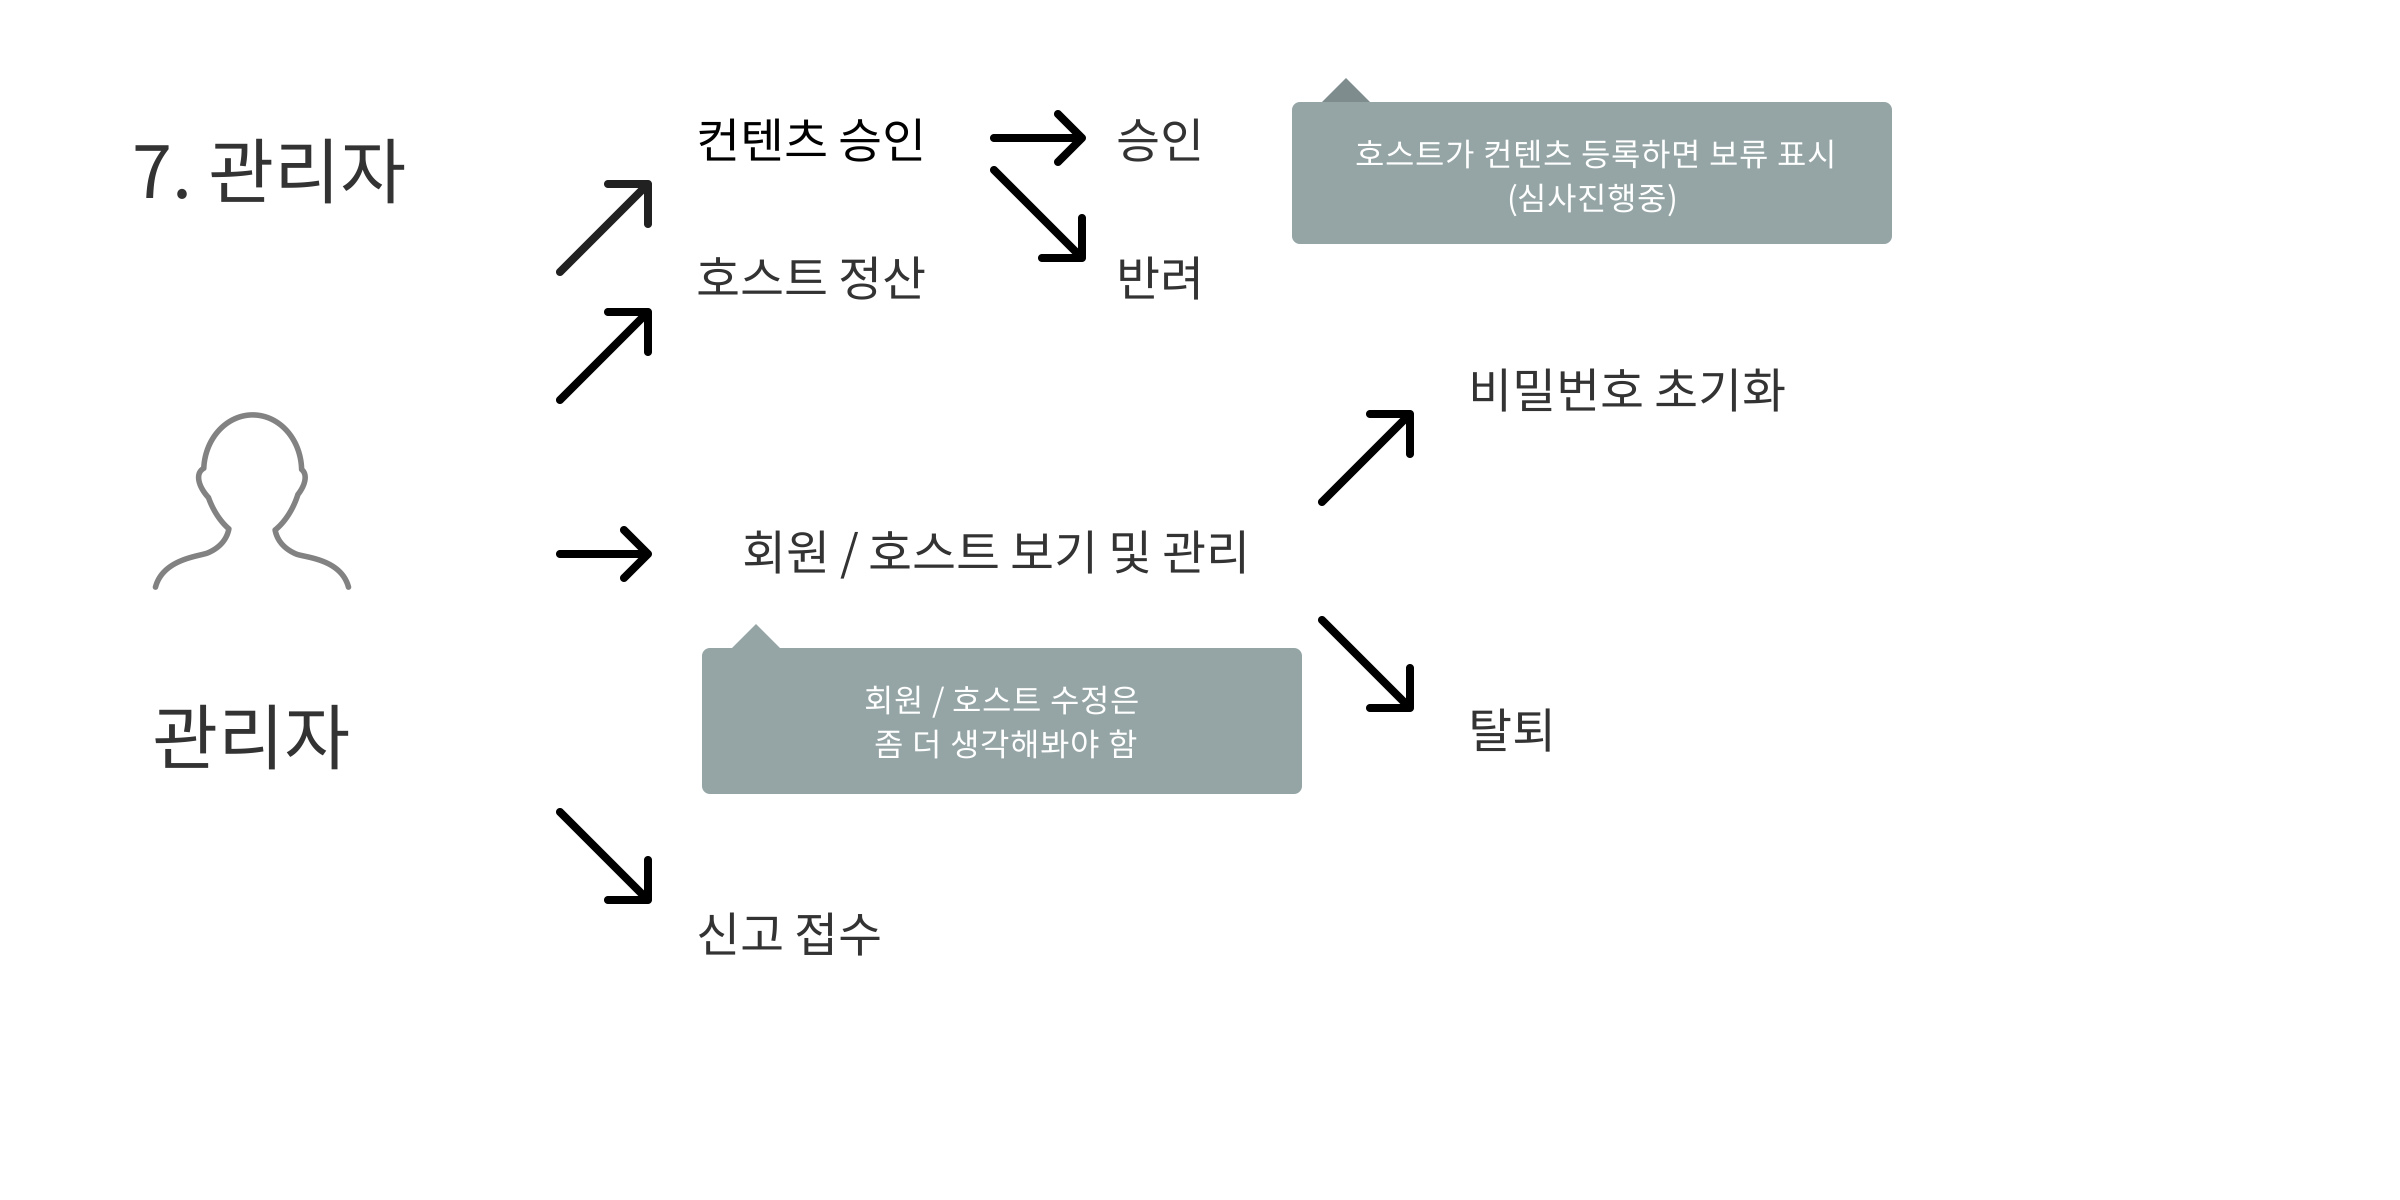 7. 관리자
컨텐츠 승인
승인
호스트가 컨텐츠 등록하면 보류 표시
(심사진행중)
호스트 정산
반려
비밀번호 초기화
회원 / 호스트 보기 및 관리
회원 / 호스트 수정은
좀 더 생각해봐야 함
관리자
탈퇴
신고 접수